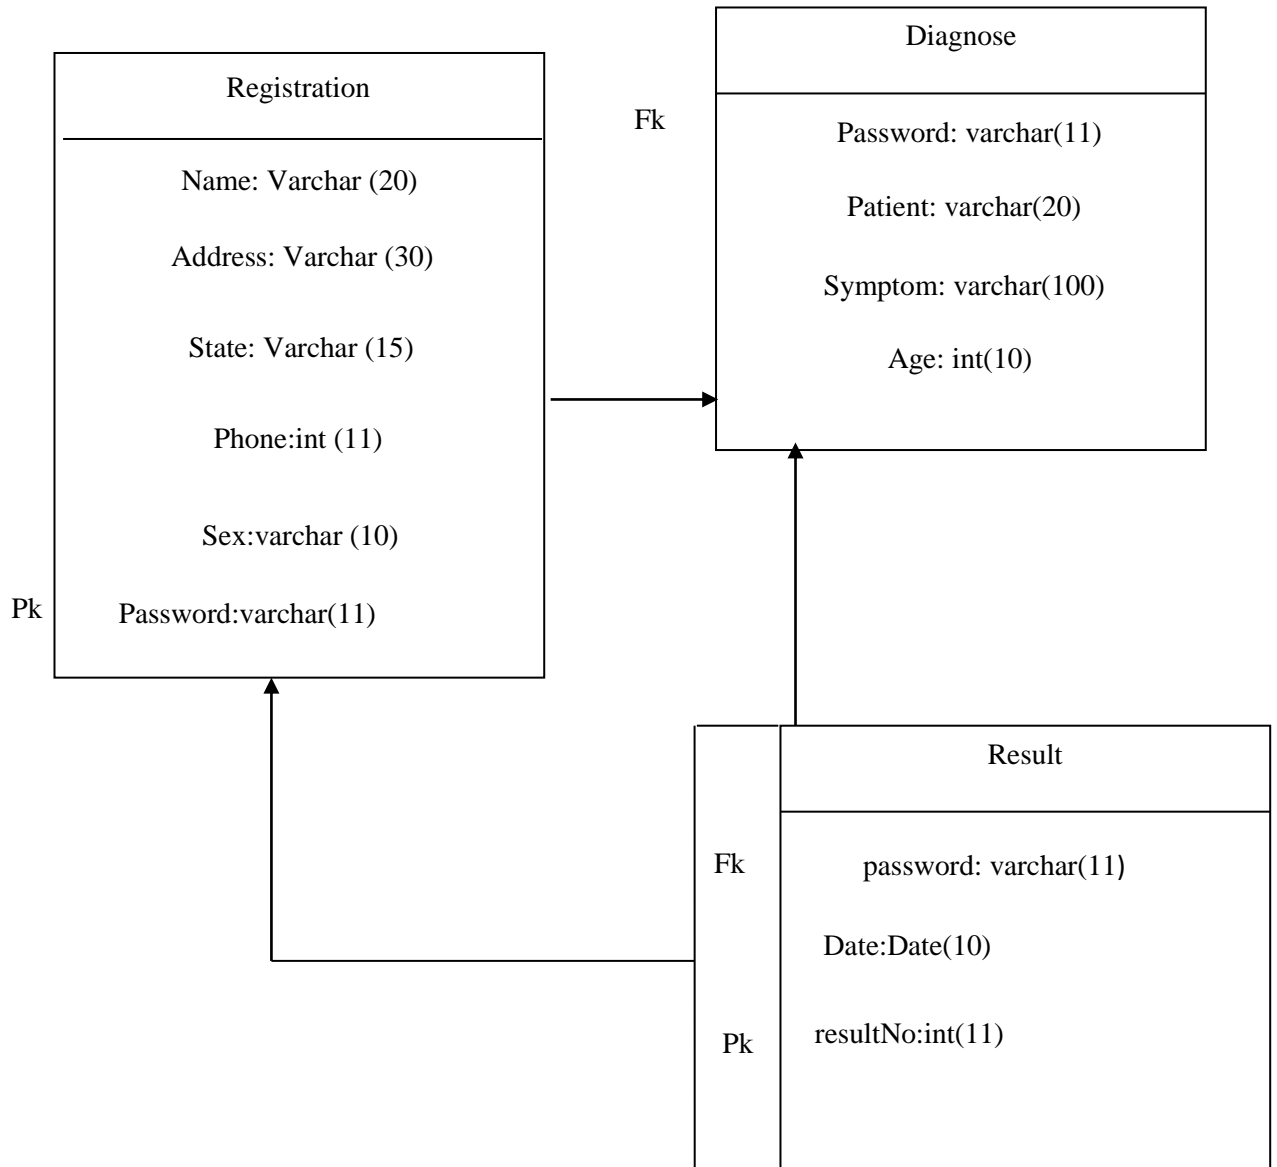 Registration
Name: Varchar (20)
Address: Varchar (30)
State: Varchar (15)
Phone:int (11)
Sex:varchar (10)
Pk
Password:varchar(11)
Diagnose
Fk
Password: varchar(11)
Patient: varchar(20)
Symptom: varchar(100)
Age: int(10)
Result
Fk
password: varchar(11)
Date:Date(10)
Pk
resultNo:int(11)